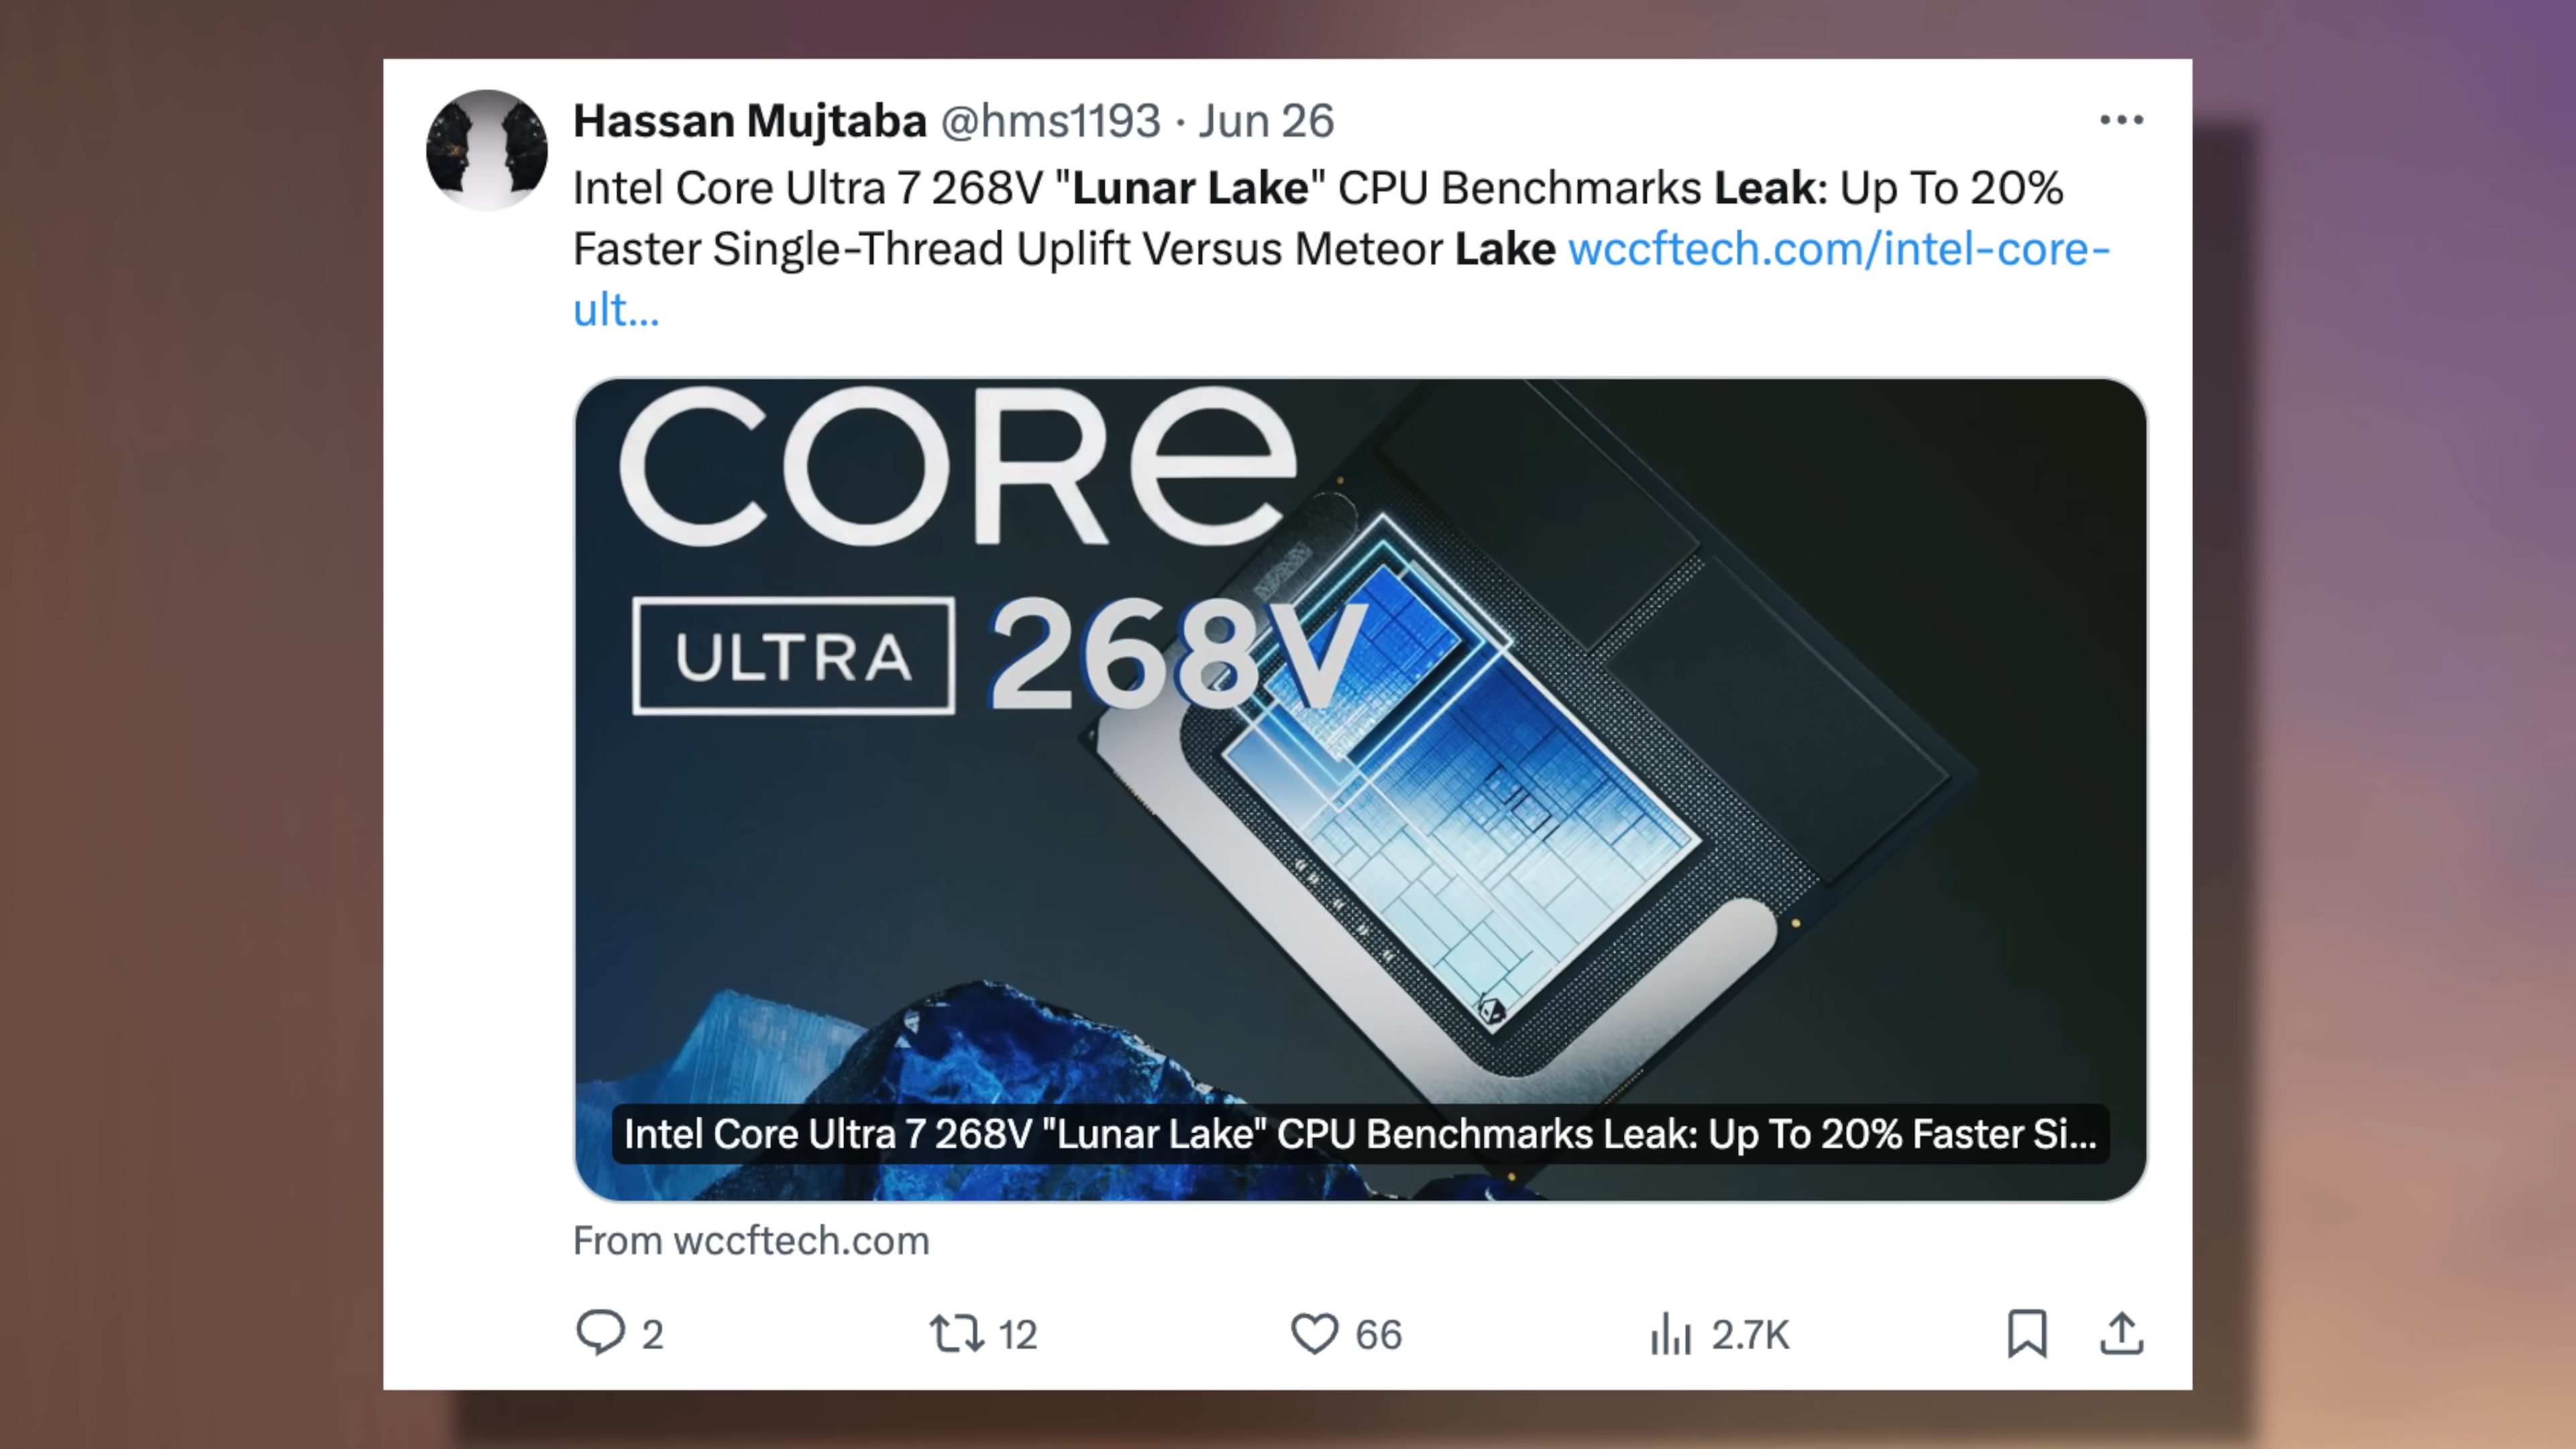 Hassan Mujtaba @hms1193 · Jun 26
Intel Core Ultra 7 268V "Lunar Lake" CPU Benchmarks Leak: Up To 20%
Faster Single-Thread Uplift Versus Meteor Lake wccftech.com/intel-core-
ult...
CORe
ULTRA 268V
Intel Core Ultra 7 268V "Lunar Lake" CPU Benchmarks Leak: Up To 20% Faster Si...
From wccftech.com
2 12 66 2.7K